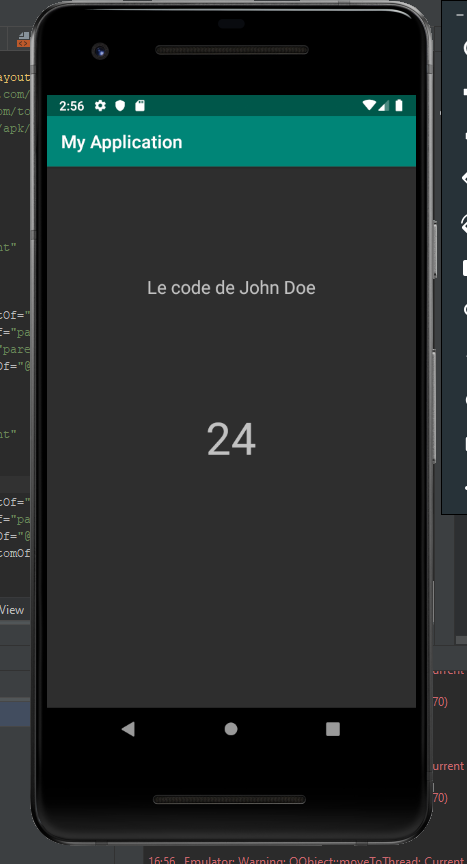 ayout
.com/
om/to
/apk/
2:56
My Application
Le code de John Doe
24
nt"
tOf="
f="pa
"pare
Of="@
nt"
tOf="
f="pa
Of="@
tomOf
View
urrent
70)
urrent
70)
16:56 Emulator: Warning: QObject::moveToThread: Current